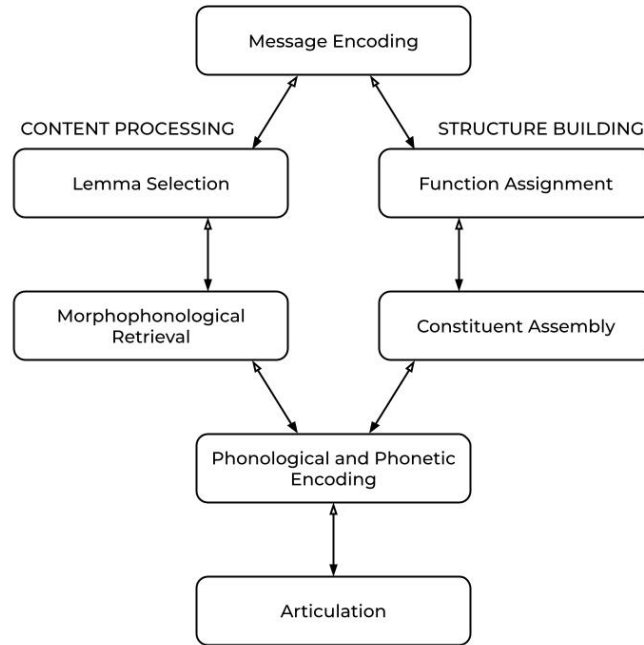 Message Encoding
CONTENT PROCESSING
STRUCTURE BUILDING
Lemma Selection
Function Assignment
Morphophonological
Retrieval
Constituent Assembly
Phonological and Phonetic
Encoding
Articulation